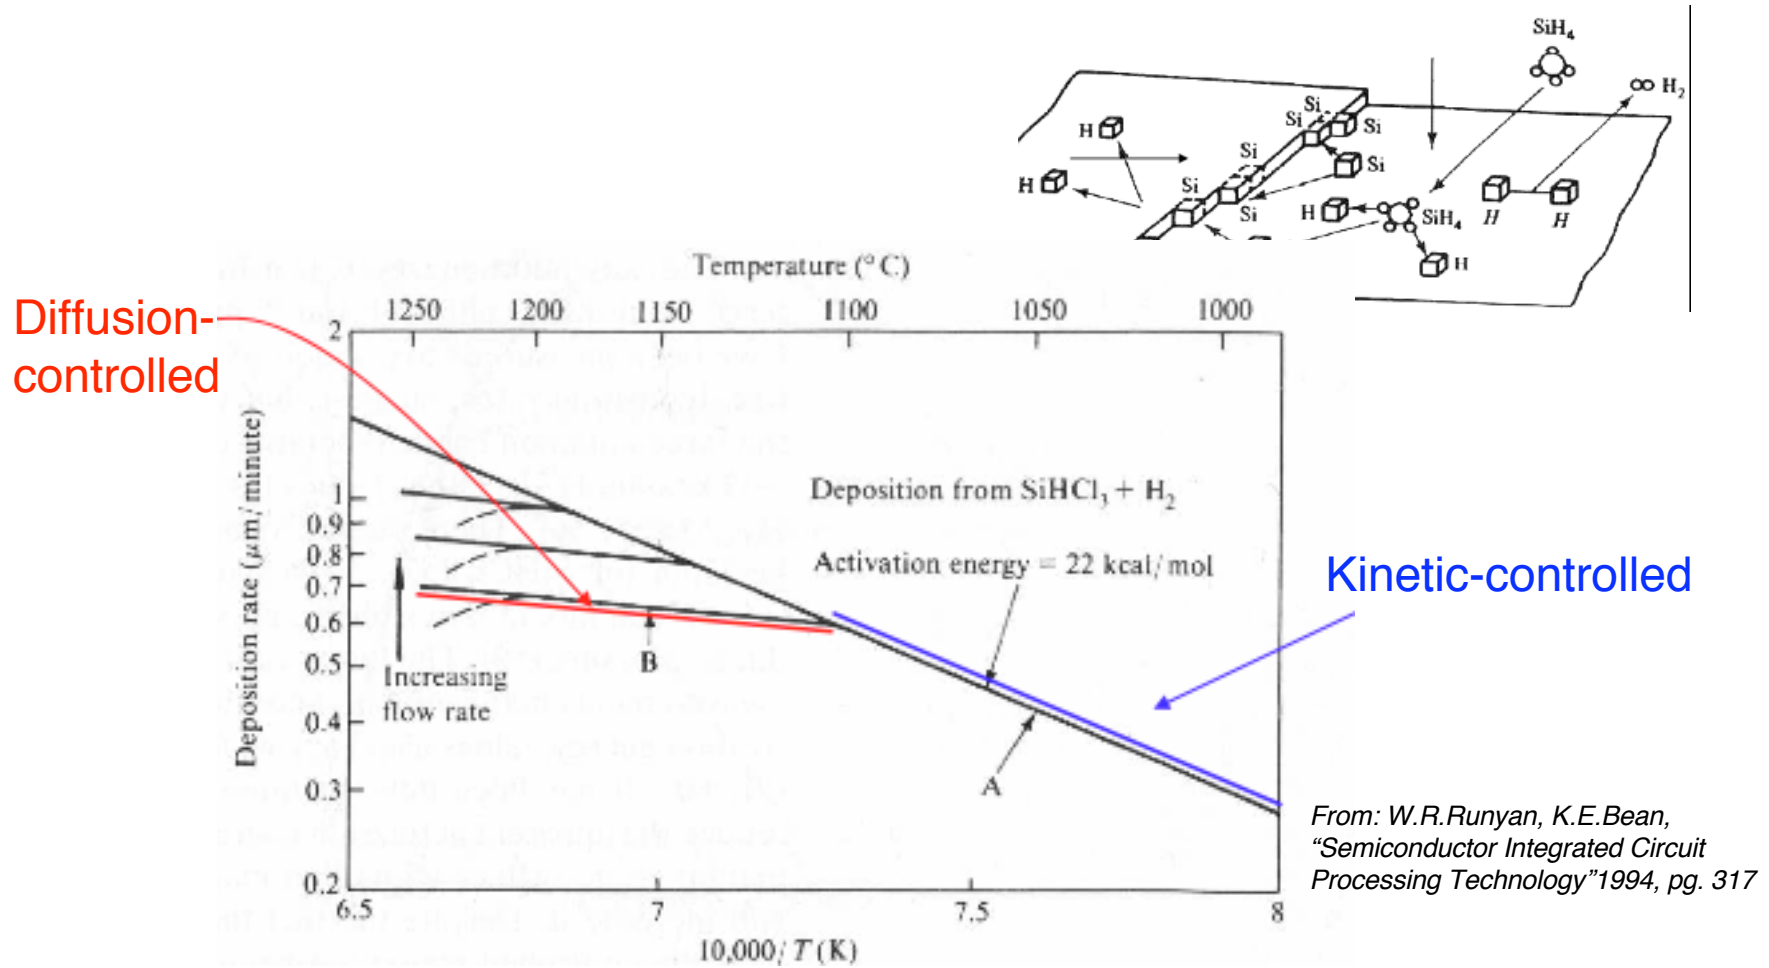 SiH₄
H₂
Si
Si
Si
H
Si
Si
H
Si
Si
H
SiH₄
H
H
H
Temperature (°C)
1250 1200 1150 1100 1050 1000
Diffusion-
controlled
2
1
0.9
0.8
0.7
0.6
0.5
0.4
0.3
0.2
Deposition rate (μm/minute)
Deposition from SiHCl₃ + H₂
Activation energy = 22 kcal/mol
Kinetic-controlled
B
Increasing
flow rate
A
6.5 7 7.5 8
10,000/T (K)
From: W.R.Runyan, K.E.Bean,
“Semiconductor Integrated Circuit
Processing Technology”1994, pg. 317